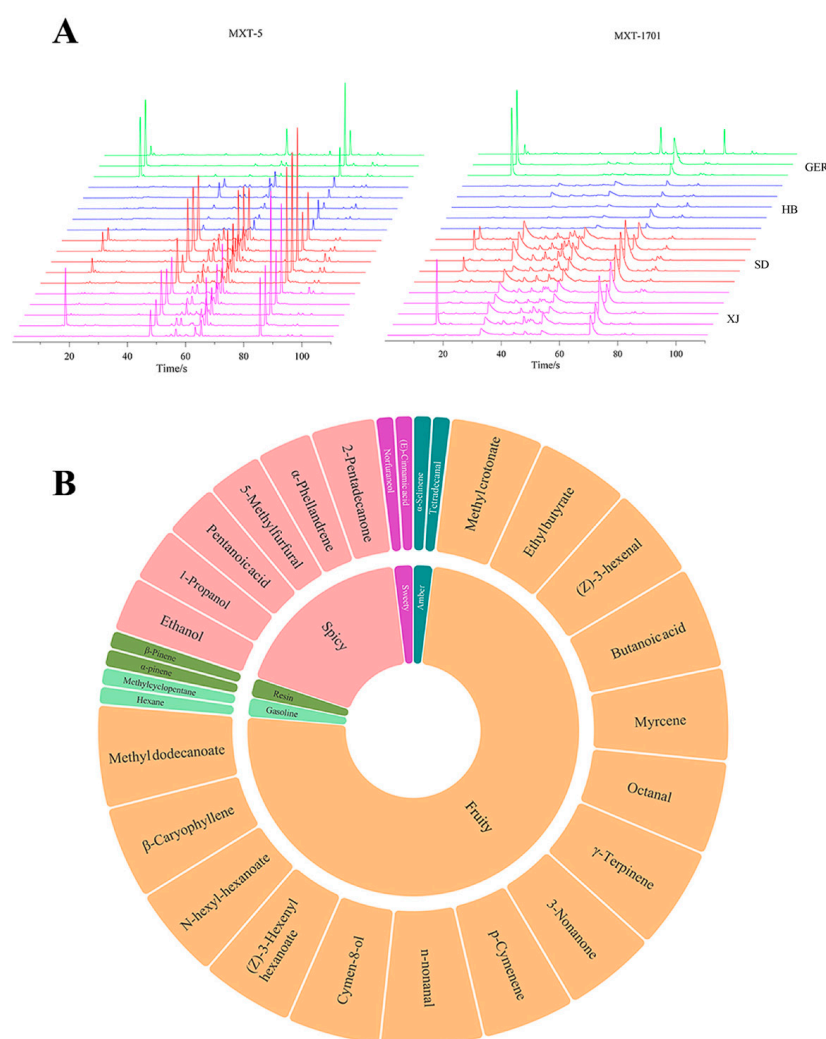 A
MXT-5
MXT-1701
GER
HB
SD
XJ
20
40
60
80
100
Time/s
20
40
60
80
100
Time/s
B
Methyl crotonate
Ethyl butyrate
(Z)-3-hexenal
Butanoic acid
Myrcene
Octanal
γ-Terpinene
3-Nonanone
p-Cymenene
n-nonanal
Cymen-8-ol
(Z)-3-Hexenyl
hexanoate
N-hexyl-hexanoate
β-Caryophyllene
Methyl dodecanoate
Hexane
Methylcyclopentane
α-pinene
β-Pinene
Ethanol
1-Propanol
Pentanoic acid
5-Methylfurfural
α-Phellandrene
2-Pentadecanone
Norfuraneol
(E)-Cinnamic acid
α-Selinene
Tetradecanal
Spicy
Sweety
Amber
Resin
Gasoline
Fruity